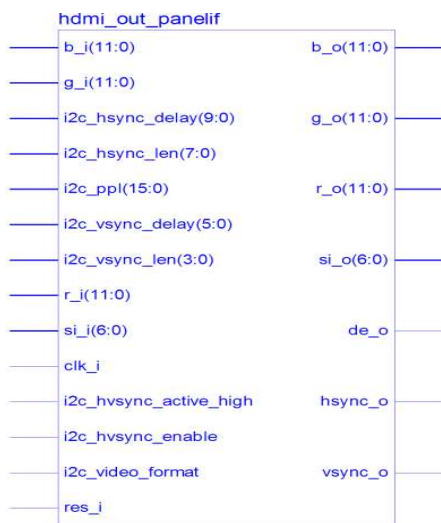 hdmi_out_panelif
b_i(11:0) b_o(11:0)
g_i(11:0)
i2c_hsync_delay(9:0) g_o(11:0)
i2c_hsync_len(7:0)
i2c_ppl(15:0) r_o(11:0)
i2c_vsync_delay(5:0)
i2c_vsync_len(3:0) si_o(6:0)
r_i(11:0)
si_i(6:0) de_o
clk_i
i2c_hvsync_active_high hsync_o
i2c_hvsync_enable
i2c_video_format vsync_o
res_i